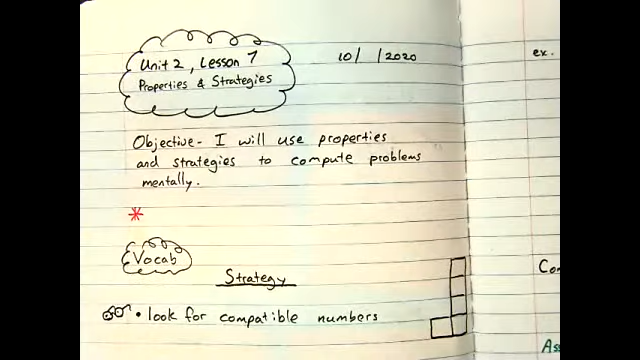 Unit 2, Lesson 7
Properties & Strategies
10/ /2020
Objective- I will use properties
and strategies to compute problems
mentally.
*
Vocab
Strategy
• look for compatible numbers
ex.
Co
Ass